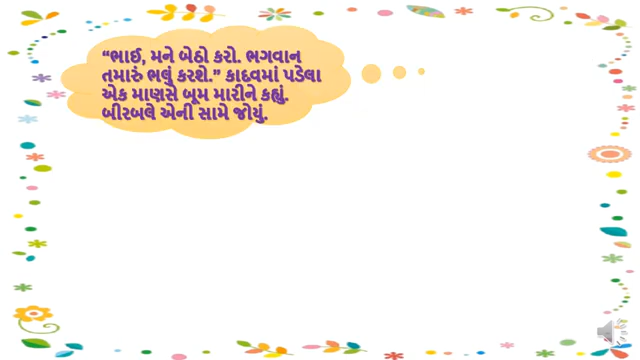 “ભાઈ, મને બેઠો કરો. ભગવાન
તમારું ભલું કરશે.” કાદવમાં પડેલા
એક માણસે બૂમ મારીને કહ્યું.
બીરબલે એની સામે જોયું.